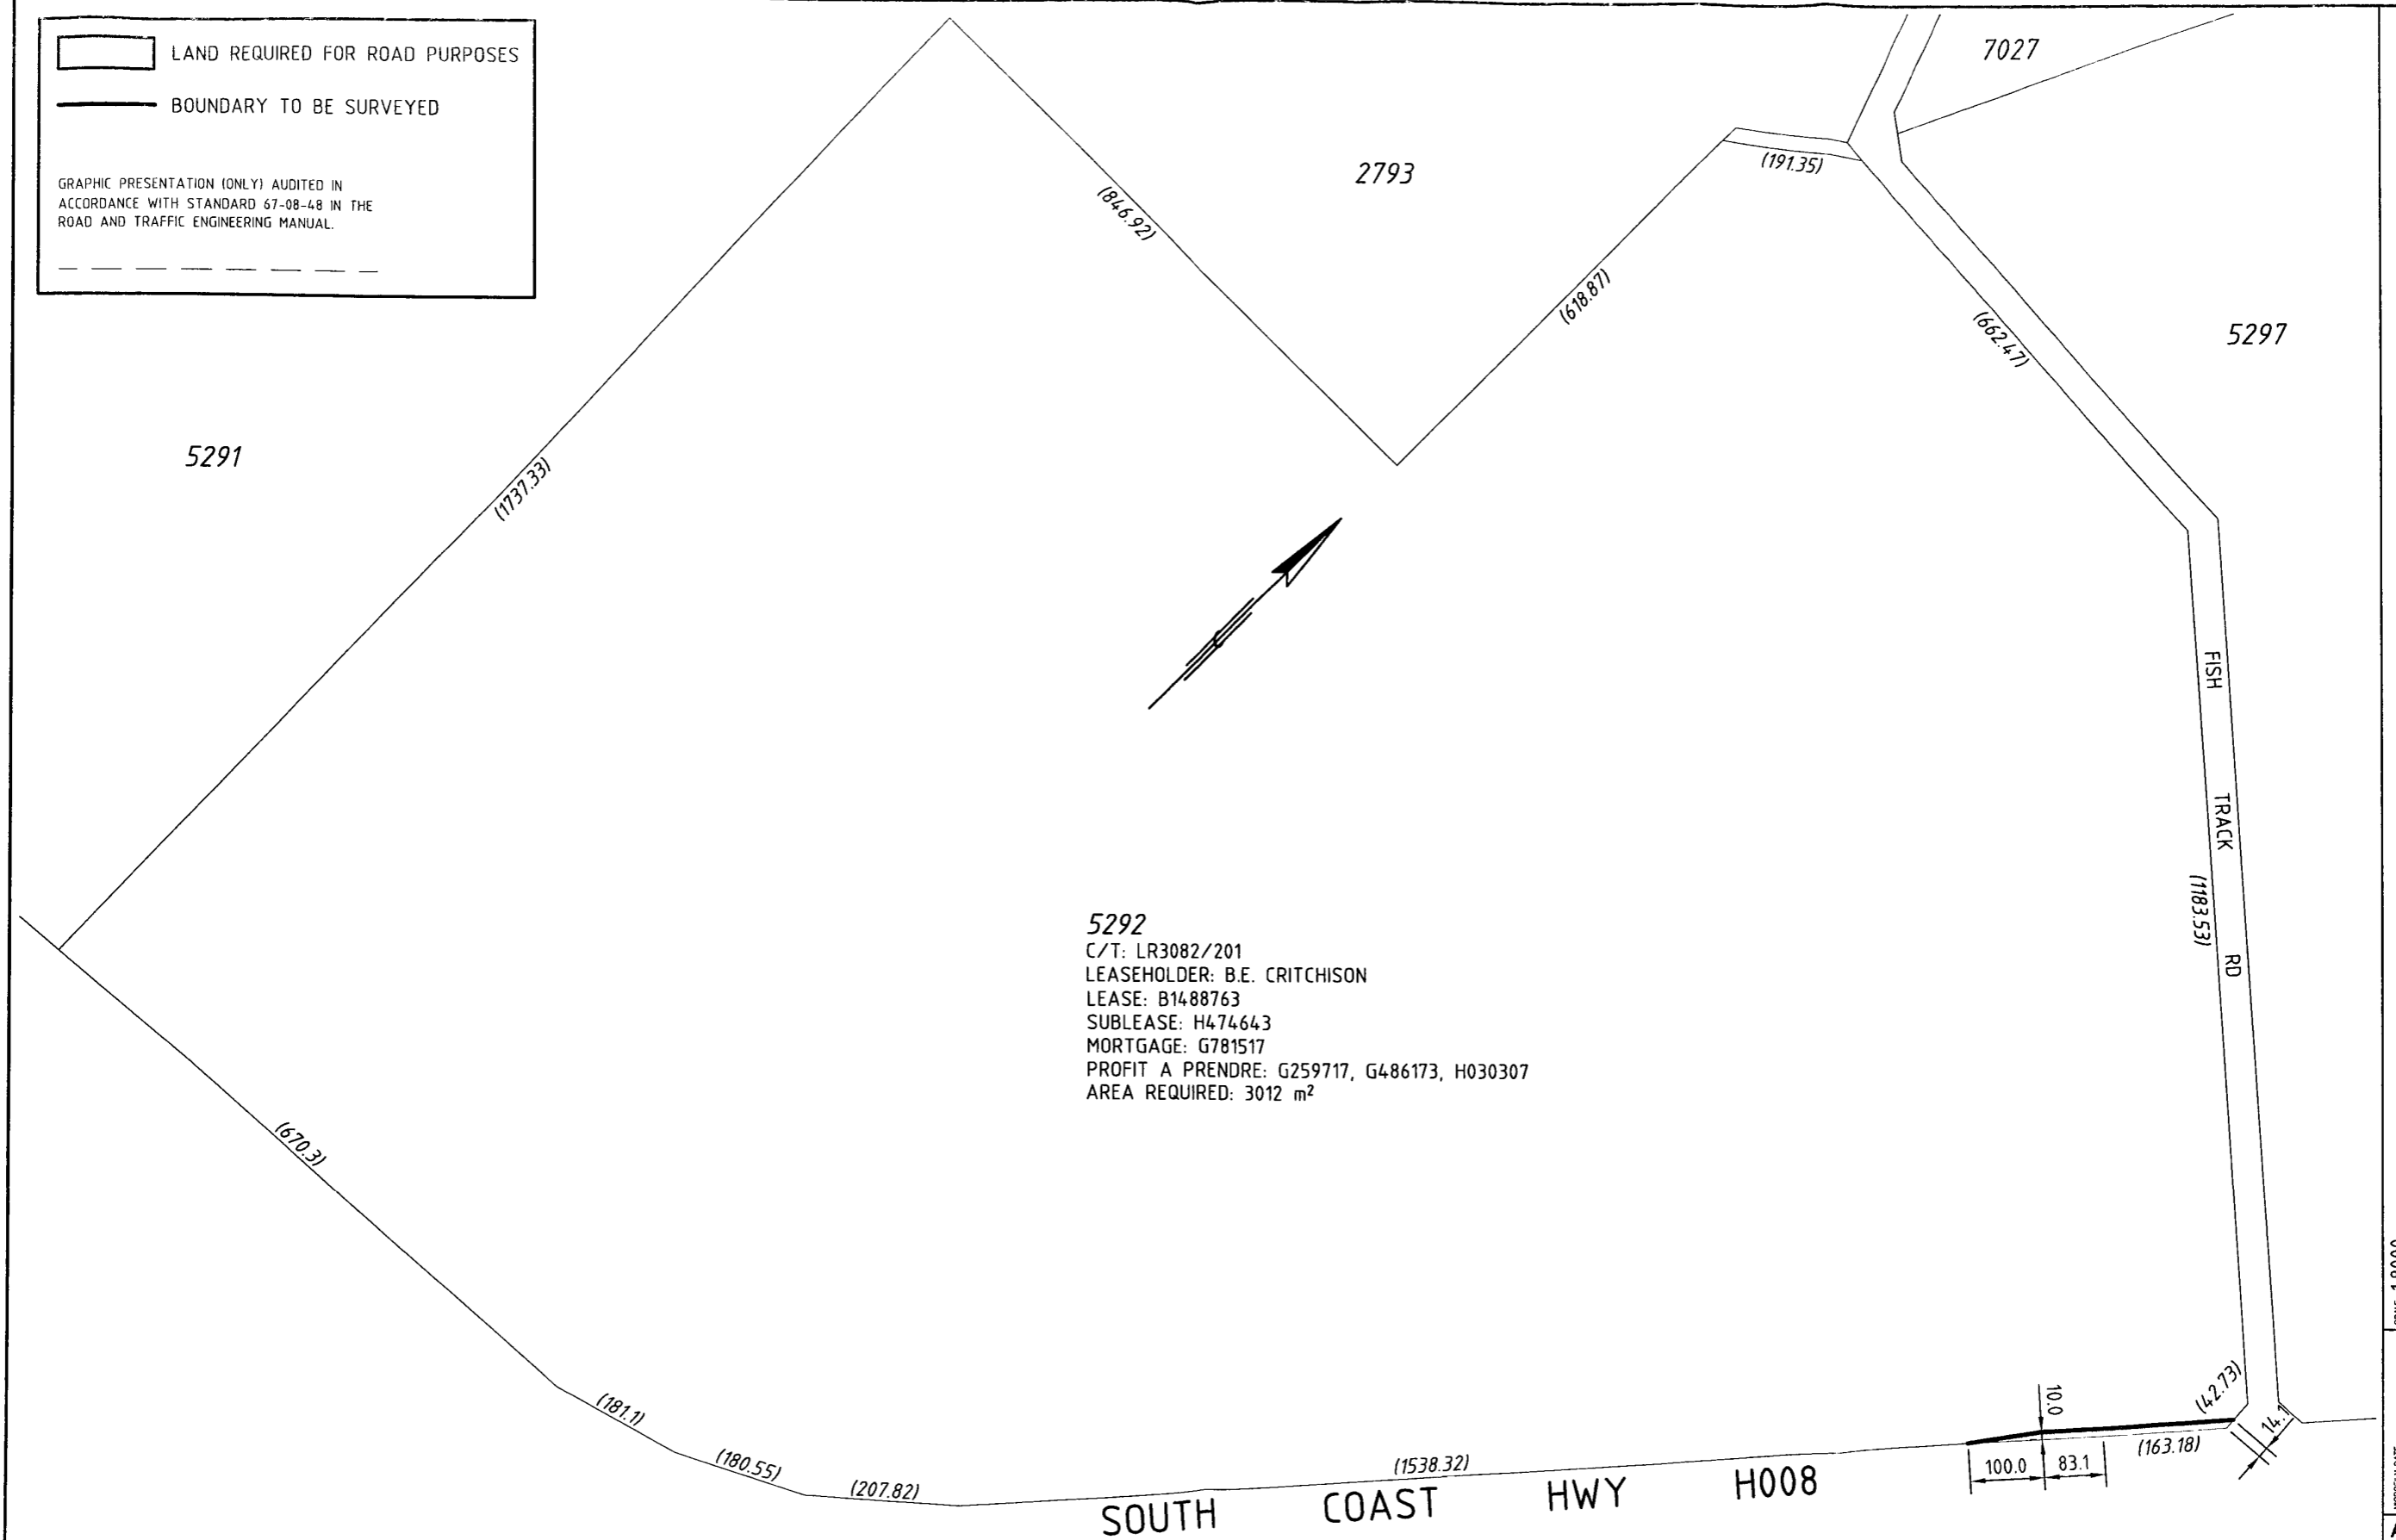 LAND REQUIRED FOR ROAD PURPOSES
BOUNDARY TO BE SURVEYED
GRAPHIC PRESENTATION (ONLY) AUDITED IN
ACCORDANCE WITH STANDARD 67-08-48 IN THE
ROAD AND TRAFFIC ENGINEERING MANUAL.
7027
2793
(191.35)
(846.92)
(618.87)
(662.47)
5297
5291
(1737.33)
FISH TRACK RD
(1183.53)
5292
C/T: LR3082/201
LEASEHOLDER: B.E. CRITCHISON
LEASE: B1488763
SUBLEASE: H474643
MORTGAGE: G781517
PROFIT A PRENDRE: G259717, G486173, H030307
AREA REQUIRED: 3012 m²
(670.3)
(181.1)
(180.55)
(207.82)
(1538.32)
10.0
(42.73)
14.1
(163.18)
100.0
83.1
SOUTH COAST HWY H008